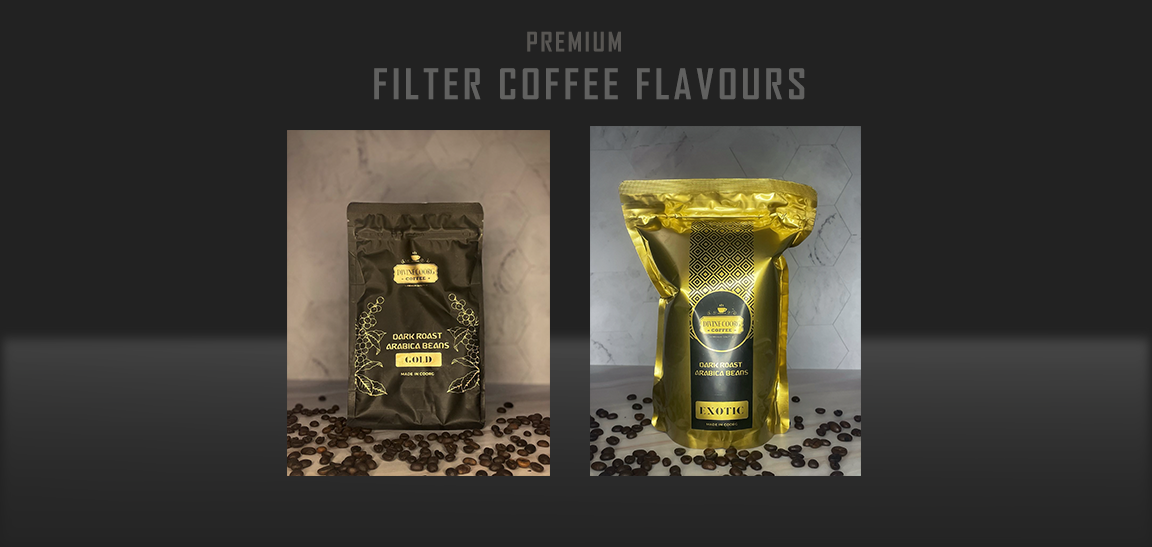 PREMIUM
FILTER COFFEE FLAVOURS
DIVINE COORG
COFFEE
DARK ROAST
ARABICA BEANS
GOLD
MADE IN COORG
DIVINE COORG
COFFEE
DARK ROAST
ARABICA BEANS
EXOTIC
MADE IN COORG